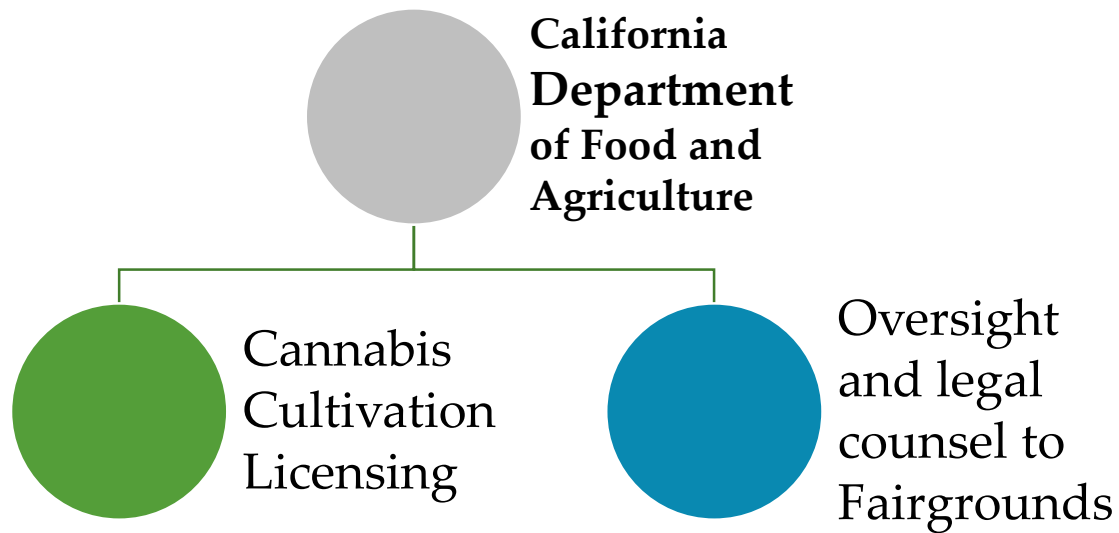 California
Department
of Food and
Agriculture
Cannabis
Cultivation
Licensing
Oversight
and legal
counsel to
Fairgrounds